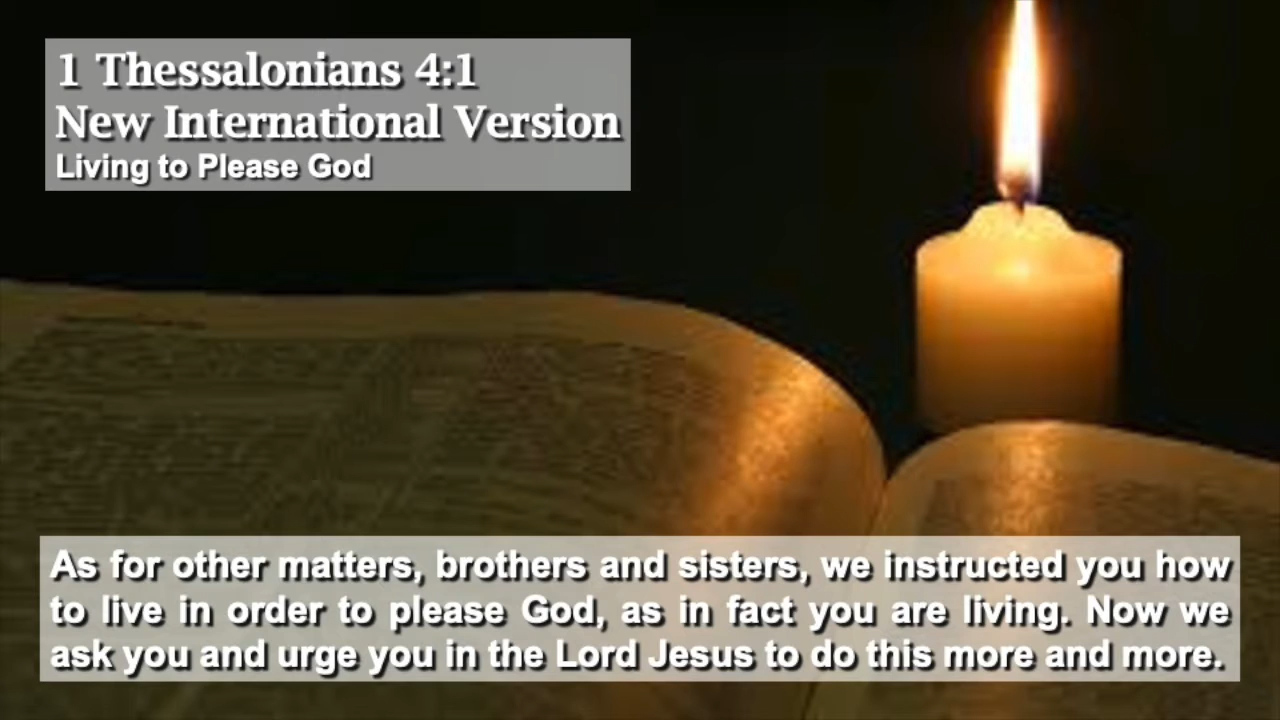 1 Thessalonians 4:1
New International Version
Living to Please God
As for other matters, brothers and sisters, we instructed you how
to live in order to please God, as in fact you are living. Now we
ask you and urge you in the Lord Jesus to do this more and more.